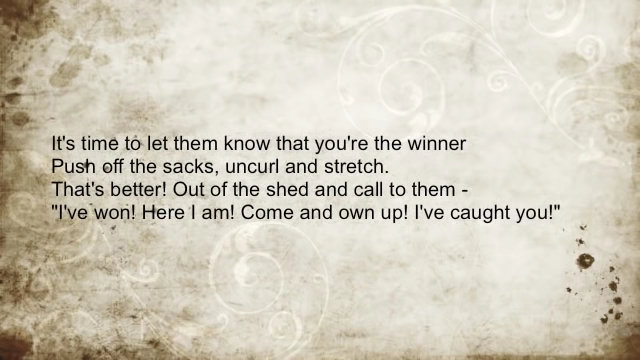 It's time to let them know that you're the winner
Push off the sacks, uncurl and stretch.
That's better! Out of the shed and call to them -
"I've won! Here I am! Come and own up! I've caught you!"